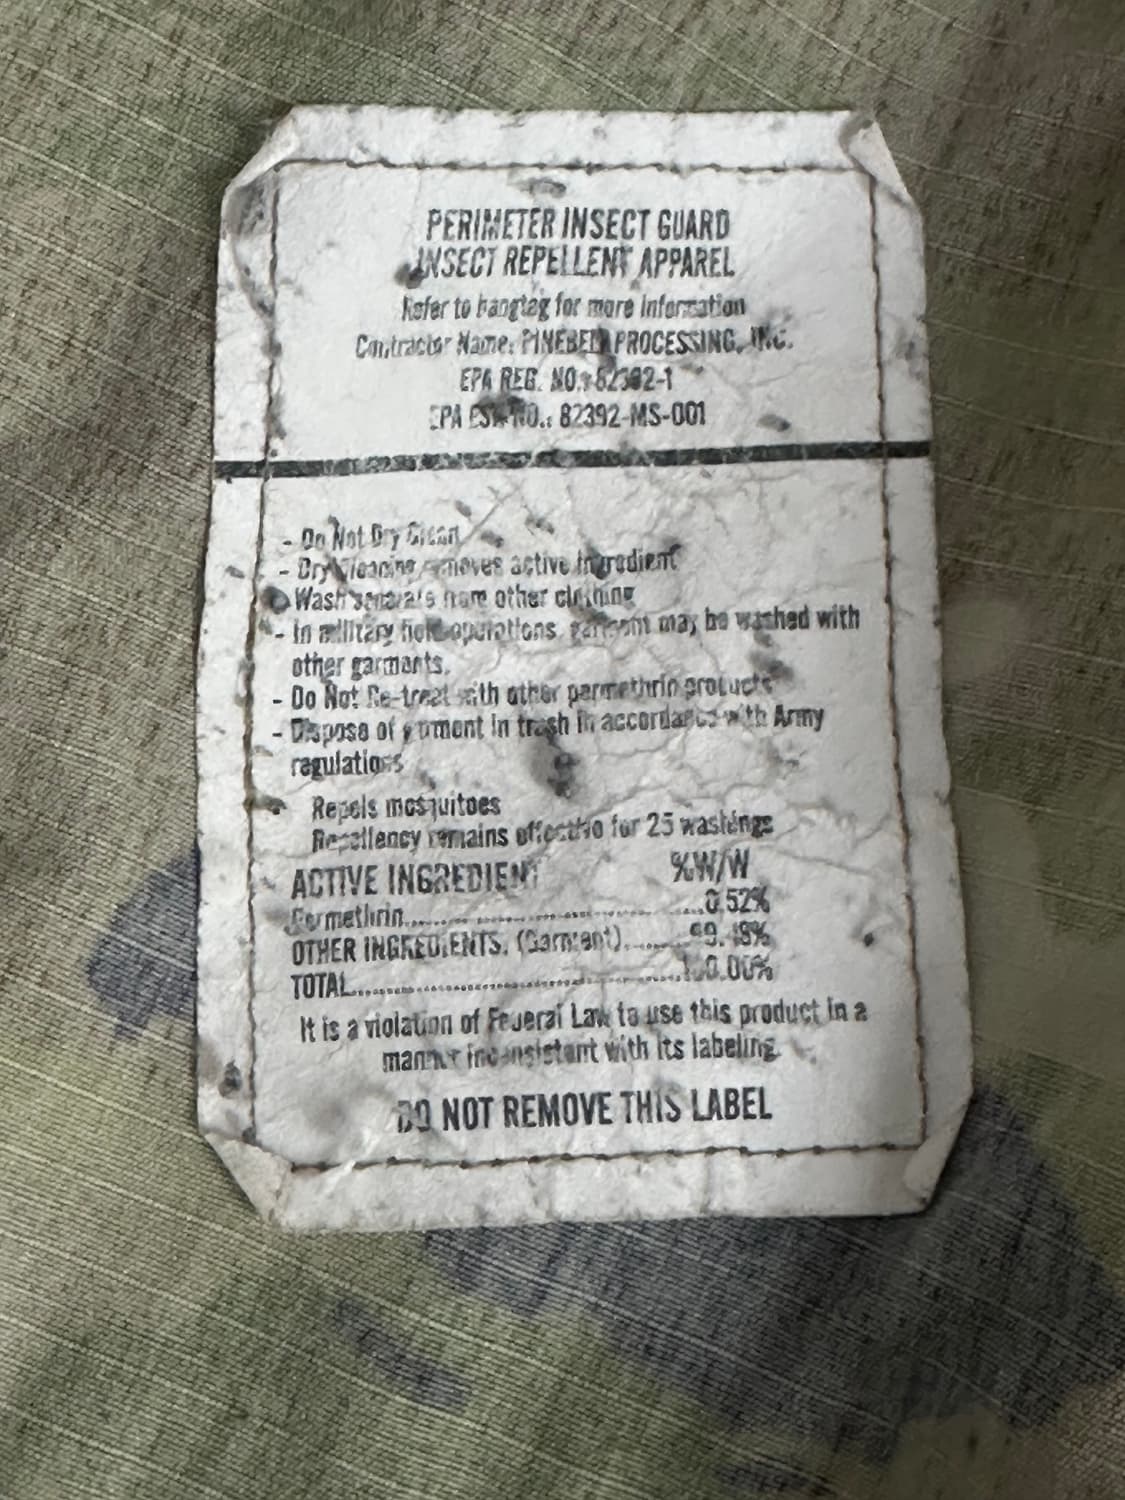 PERIMETER INSECT GUARD
INSECT REPELLENT APPAREL
Refer to hangtag for more information
Contractor Name: PINEBELT PROCESSING, INC.
EPA REG. NO.: 82392-1
EPA EST. NO.: 82392-MS-001
- Do Not Dry Clean
- Dry Cleaning removes active ingredient
- Wash separate from other clothing
- In military field operations, garment may be washed with
other garments.
- Do Not Re-treat with other permethrin products
- Dispose of garment in trash in accordance with Army
regulations
Repels mosquitoes
Repellency remains effective for 25 washings
ACTIVE INGREDIENT %W/W
Permethrin........................0.52%
OTHER INGREDIENTS: (Garment)........99.48%
TOTAL........................100.00%
It is a violation of Federal Law to use this product in a
manner inconsistent with its labeling.
DO NOT REMOVE THIS LABEL